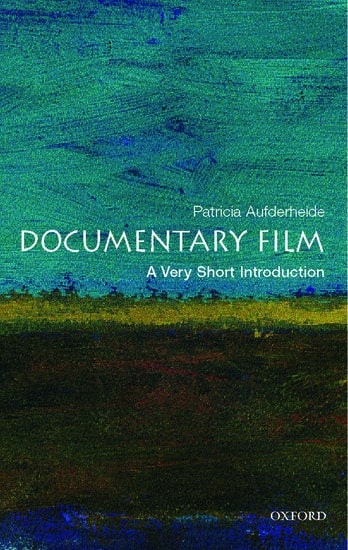 Patricia Aufderheide
DOCUMENTARY FILM
A Very Short Introduction
OXFORD